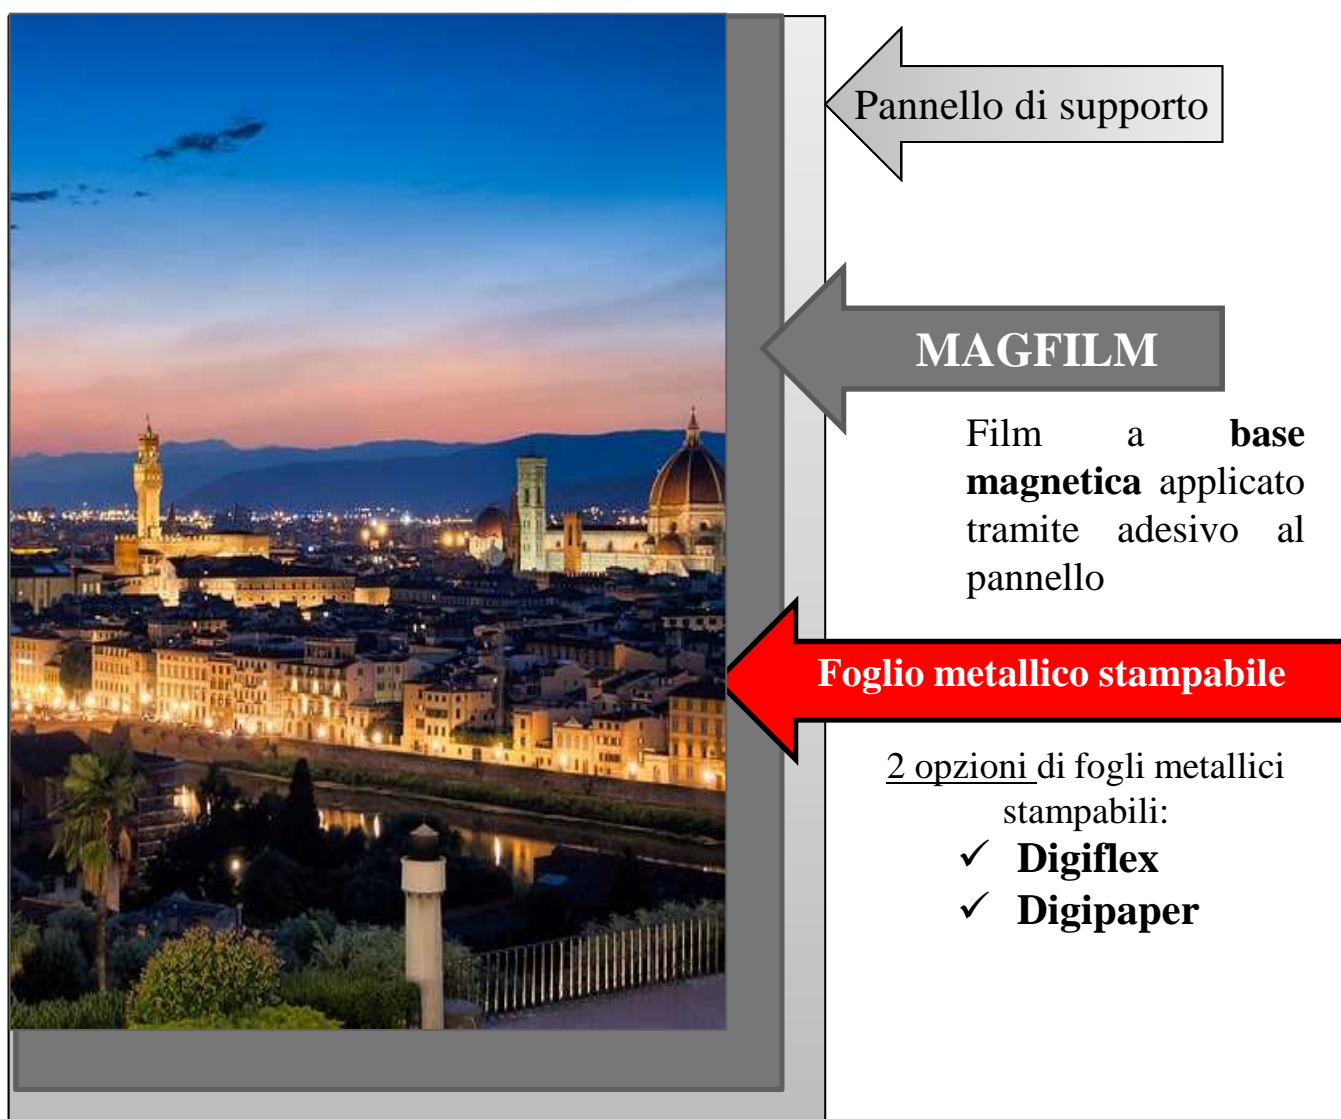 Pannello di supporto
MAGFILM
Film a base
magnetica applicato
tramite adesivo al
pannello
Foglio metallico stampabile
2 opzioni di fogli metallici
stampabili:
✓ Digiflex
✓ Digipaper